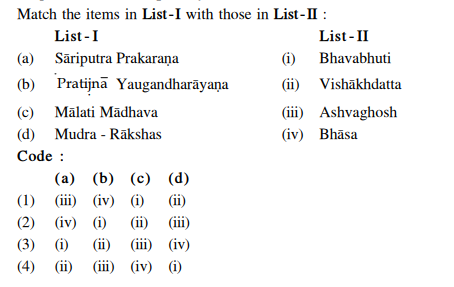 Match the items in List-I with those in List-II :
List-I List-II
(a) Sāriputra Prakaraṇa (i) Bhavabhuti
(b) Pratijnā Yaugandharāyaṇa (ii) Vishākhdatta
(c) Mālati Mādhava (iii) Ashvaghosh
(d) Mudra - Rākshas (iv) Bhāsa
Code :
(a) (b) (c) (d)
(1) (iii) (iv) (i) (ii)
(2) (iv) (i) (ii) (iii)
(3) (i) (ii) (iii) (iv)
(4) (ii) (iii) (iv) (i)